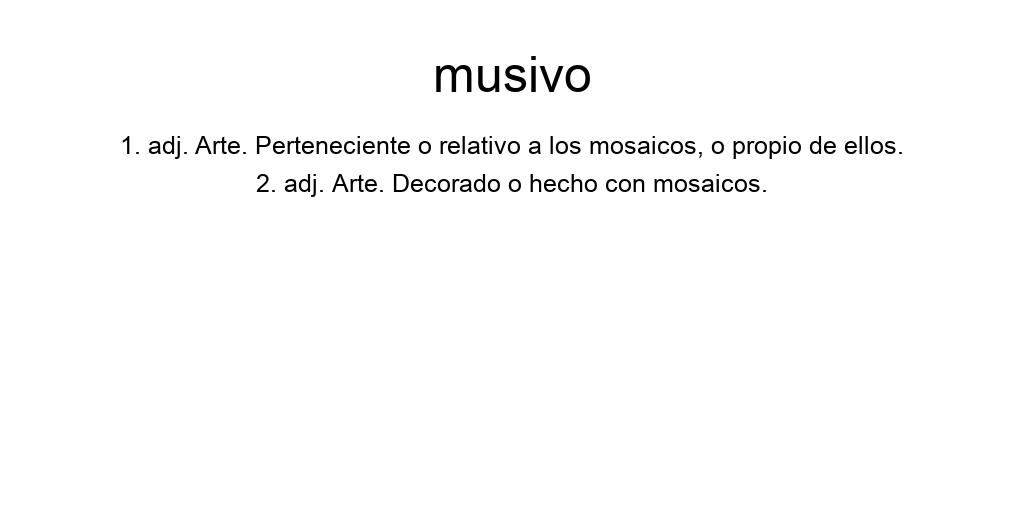 musivo
1. adj. Arte. Perteneciente o relativo a los mosaicos, o propio de ellos.
2. adj. Arte. Decorado o hecho con mosaicos.